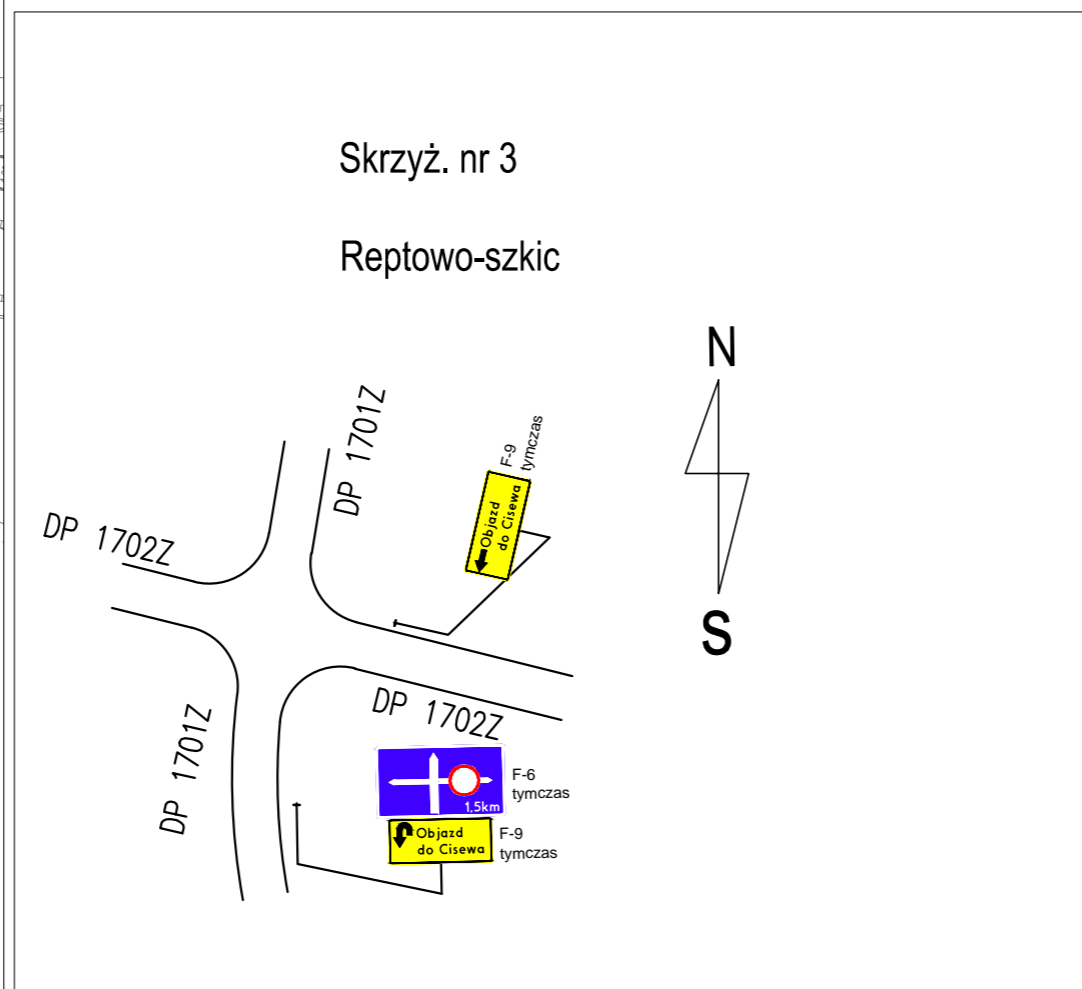 Skrzyż. nr 3
Reptowo-szkic
N
S
DP 1701Z
F-9
tymczas
Objazd
do Cisewa
DP 1702Z
DP 1702Z
DP 1701Z
1,5km
F-6
tymczas
Objazd
do Cisewa
F-9
tymczas